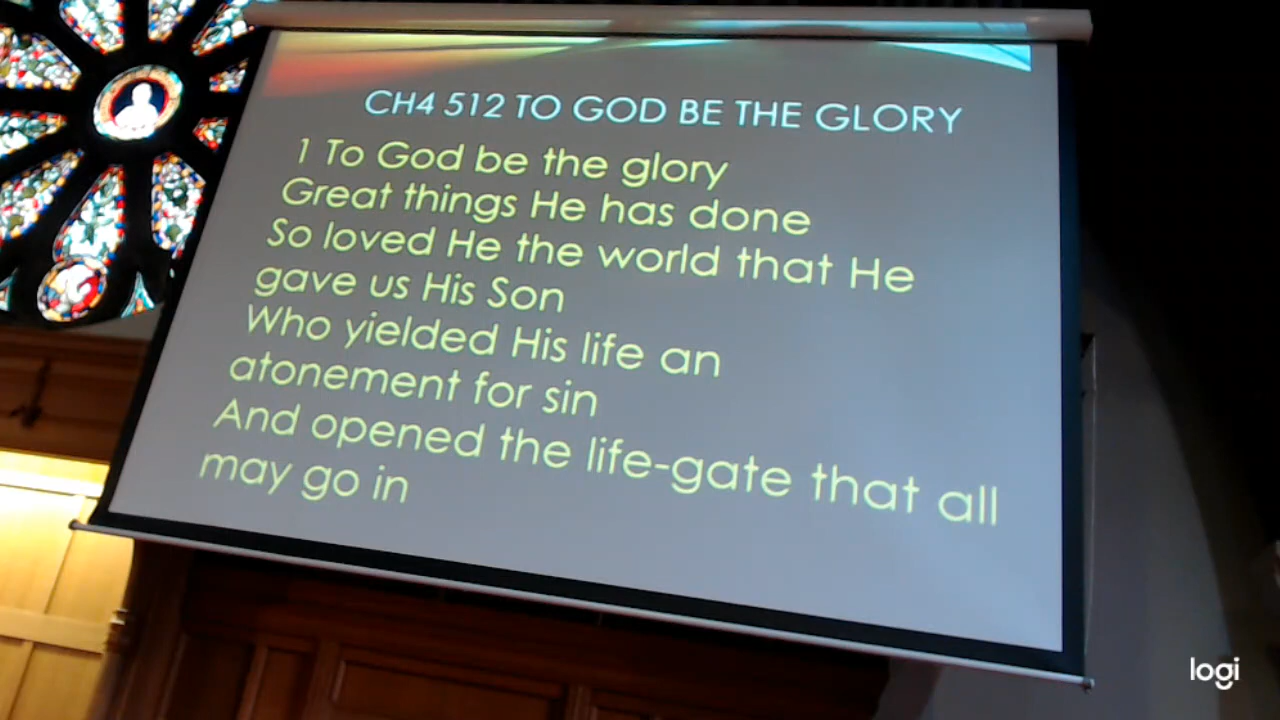 CH4 512 TO GOD BE THE GLORY
1 To God be the glory
Great things He has done
So loved He the world that He
gave us His Son
Who yielded His life an
atonement for sin
And opened the life-gate that all
may go in
logi